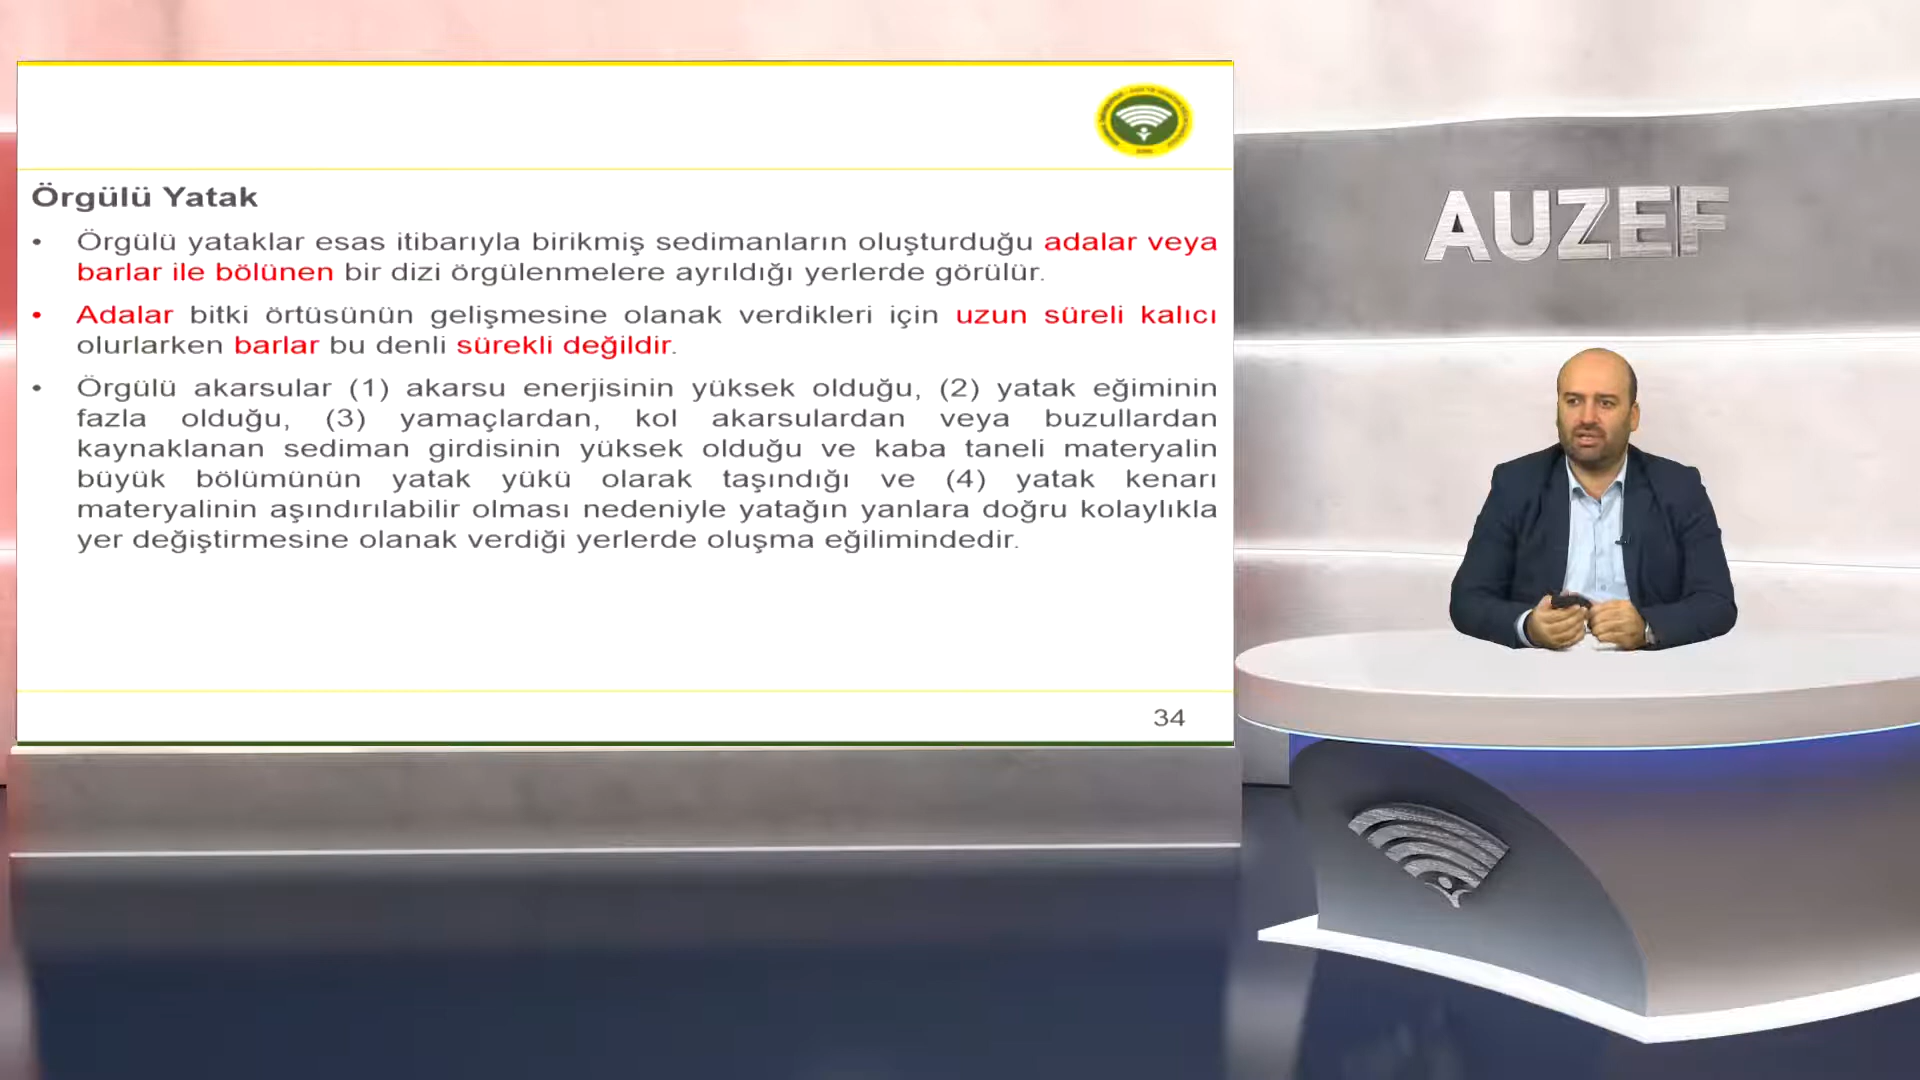 Örgülü Yatak
• Örgülü yataklar esas itibarıyla birikmiş sedimanların oluşturduğu adalar veya
barlar ile bölünen bir dizi örgülenmelere ayrıldığı yerlerde görülür.
• Adalar bitki örtüsünün gelişmesine olanak verdikleri için uzun süreli kalıcı
olurlarken barlar bu denli sürekli değildir.
• Örgülü akarsular (1) akarsu enerjisinin yüksek olduğu, (2) yatak eğiminin
fazla olduğu, (3) yamaçlardan, kol akarsulardan veya buzullardan
kaynaklanan sediman girdisinin yüksek olduğu ve kaba taneli materyalin
büyük bölümünün yatak yükü olarak taşındığı ve (4) yatak kenarı
materyalinin aşındırılabilir olması nedeniyle yatağın yanlara doğru kolaylıkla
yer değiştirmesine olanak verdiği yerlerde oluşma eğilimindedir.
34
AUZEF